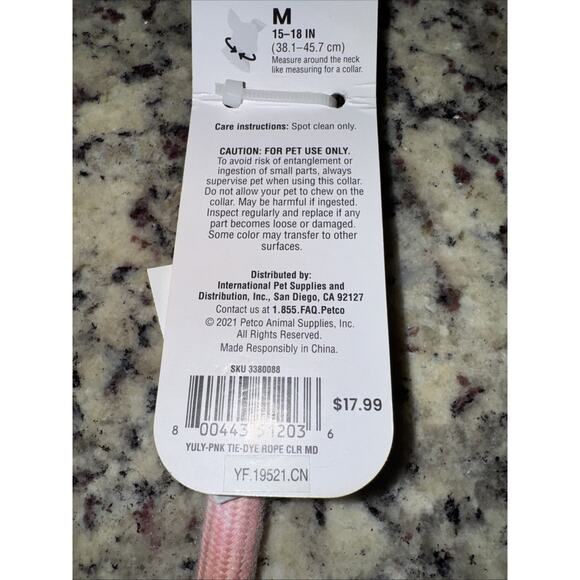 M
15–18 IN
(38.1–45.7 cm)
Measure around the neck
like measuring for a collar.
Care instructions: Spot clean only.
CAUTION: FOR PET USE ONLY.
To avoid risk of entanglement or
ingestion of small parts, always
supervise pet when using this collar.
Do not allow your pet to chew on the
collar. May be harmful if ingested.
Inspect regularly and replace if any
part becomes loose or damaged.
Some color may transfer to other
surfaces.
Distributed by:
International Pet Supplies and
Distribution, Inc., San Diego, CA 92127
Contact us at 1.855.FAQ.Petco
© 2021 Petco Animal Supplies, Inc.
All Rights Reserved.
Made Responsibly in China.
SKU 3380088
$17.99
8 00443 51203 6
YULY-PNK TIE-DYE ROPE CLR MD
YF.19521.CN